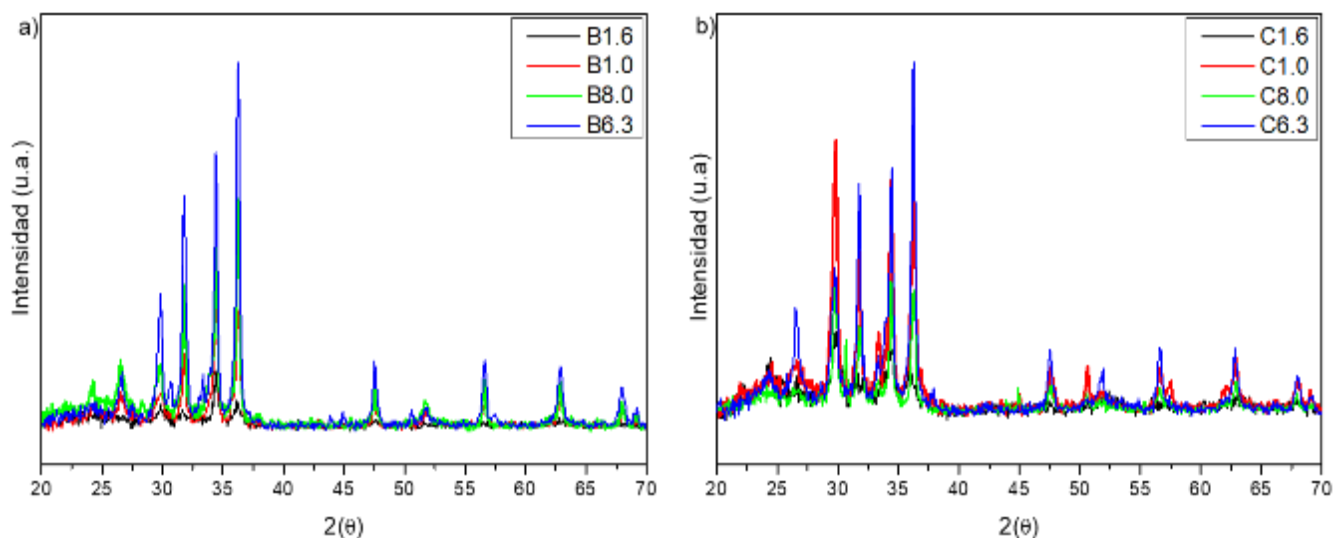 a)
B1.6
B1.0
B8.0
B6.3
Intensidad (u.a.)
20 25 30 35 40 45 50 55 60 65 70
2(θ)
b)
C1.6
C1.0
C8.0
C6.3
Intensidad (u.a)
20 25 30 35 40 45 50 55 60 65 70
2(θ)